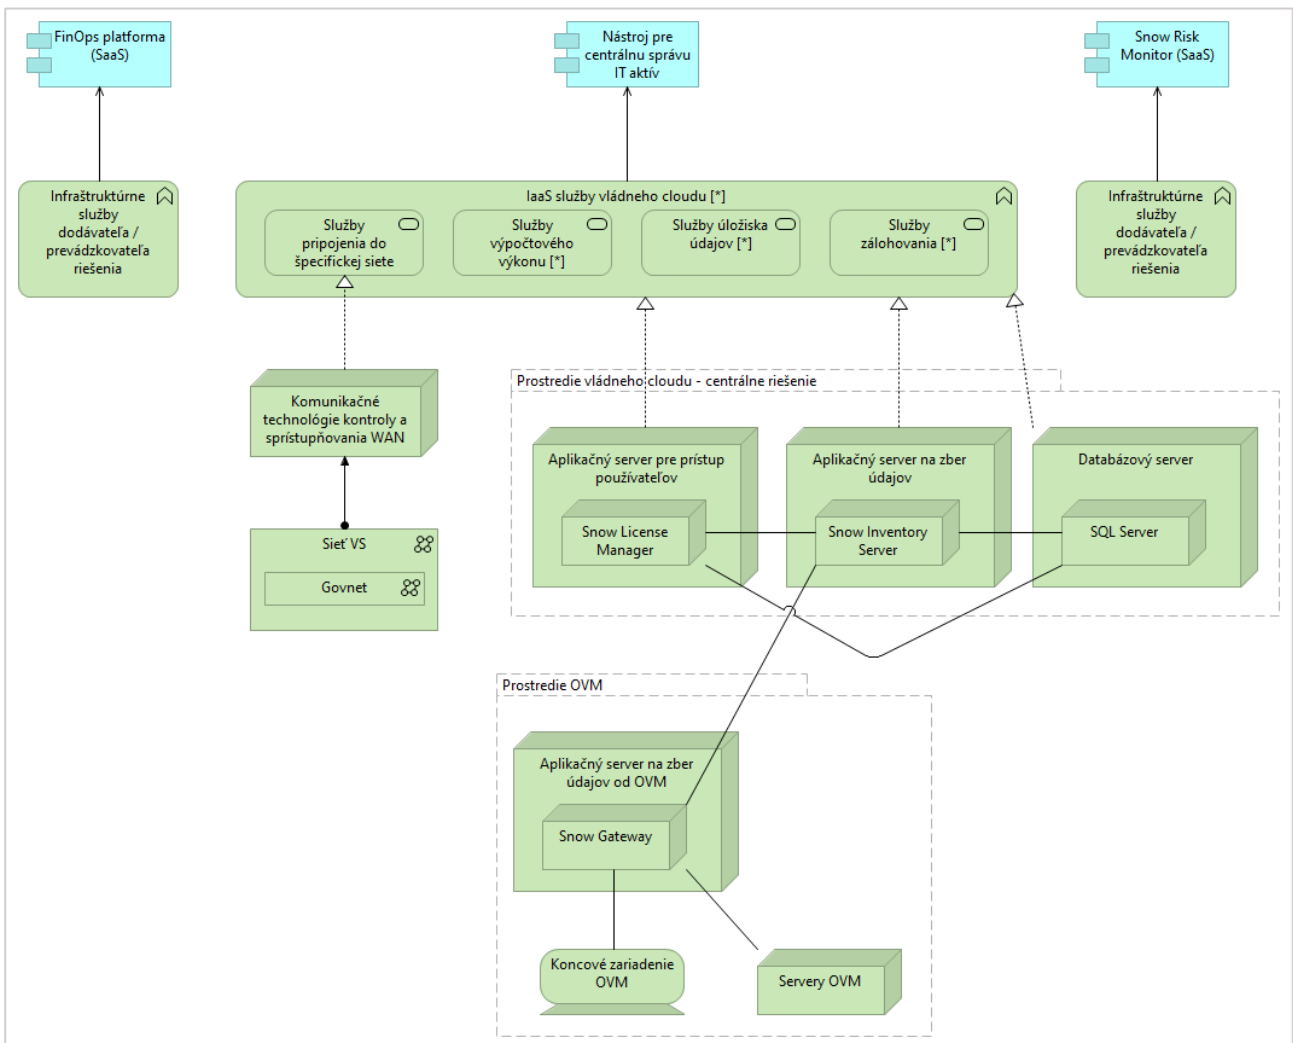 FinOps platforma
(SaaS)
Nástroj pre
centrálnu správu
IT aktív
Snow Risk
Monitor (SaaS)
Infraštruktúrne
služby
dodávateľa /
prevádzkovateľa
riešenia
IaaS služby vládneho cloudu [*]
Služby
pripojenia do
špecifickej siete
Služby
výpočtového
výkonu [*]
Služby úložiska
údajov [*]
Služby
zálohovania [*]
Infraštruktúrne
služby
dodávateľa /
prevádzkovateľa
riešenia
Komunikačné
technológie kontroly a
sprístupňovania WAN
Sieť VS
Govnet
Prostredie vládneho cloudu - centrálne riešenie
Aplikačný server pre prístup
používateľov
Snow License
Manager
Aplikačný server na zber
údajov
Snow Inventory
Server
Databázový server
SQL Server
Prostredie OVM
Aplikačný server na zber
údajov od OVM
Snow Gateway
Koncové zariadenie
OVM
Servery OVM